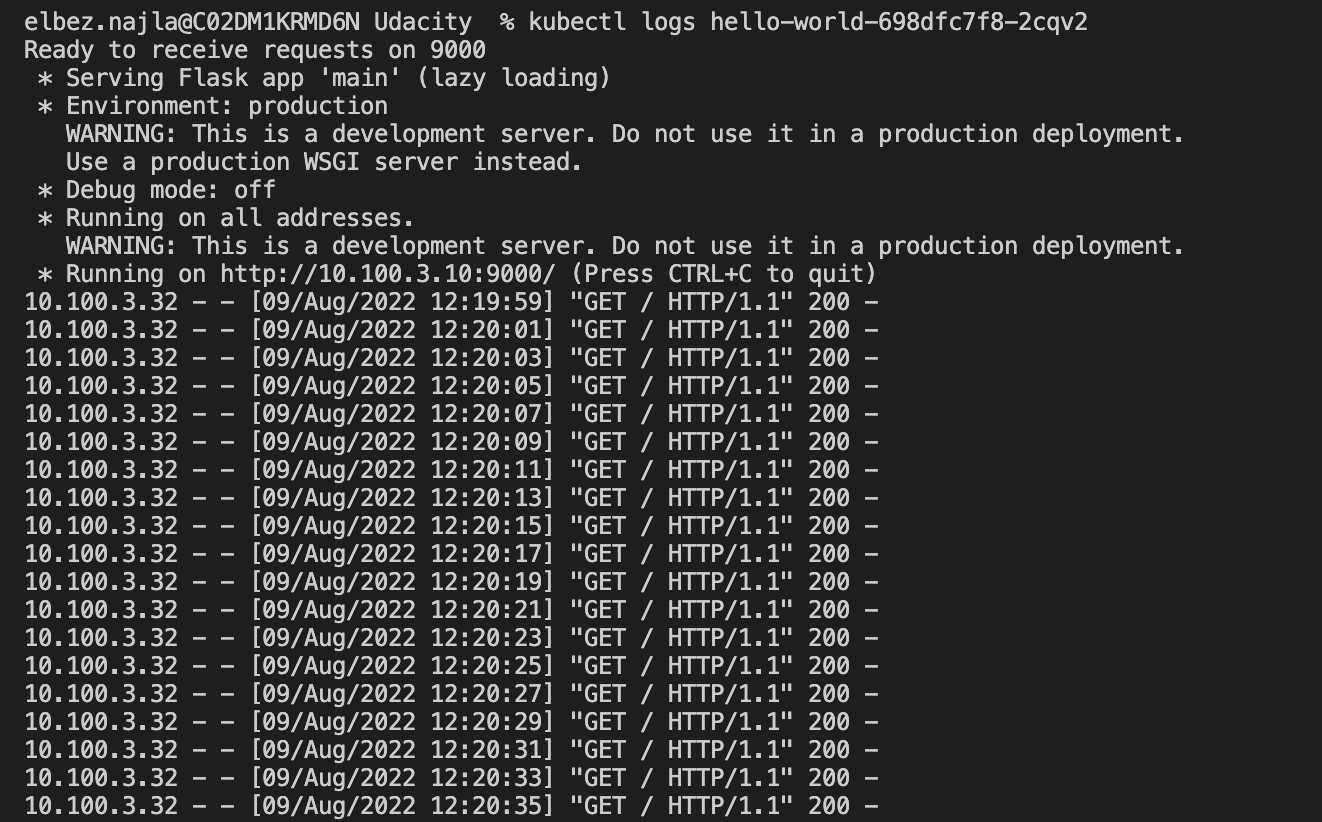 elbez.najla@C02DM1KRMD6N Udacity  % kubectl logs hello-world-698dfc7f8-2cqv2
Ready to receive requests on 9000
 * Serving Flask app 'main' (lazy loading)
 * Environment: production
   WARNING: This is a development server. Do not use it in a production deployment.
   Use a production WSGI server instead.
 * Debug mode: off
 * Running on all addresses.
   WARNING: This is a development server. Do not use it in a production deployment.
 * Running on http://10.100.3.10:9000/ (Press CTRL+C to quit)
10.100.3.32 - - [09/Aug/2022 12:19:59] "GET / HTTP/1.1" 200 -
10.100.3.32 - - [09/Aug/2022 12:20:01] "GET / HTTP/1.1" 200 -
10.100.3.32 - - [09/Aug/2022 12:20:03] "GET / HTTP/1.1" 200 -
10.100.3.32 - - [09/Aug/2022 12:20:05] "GET / HTTP/1.1" 200 -
10.100.3.32 - - [09/Aug/2022 12:20:07] "GET / HTTP/1.1" 200 -
10.100.3.32 - - [09/Aug/2022 12:20:09] "GET / HTTP/1.1" 200 -
10.100.3.32 - - [09/Aug/2022 12:20:11] "GET / HTTP/1.1" 200 -
10.100.3.32 - - [09/Aug/2022 12:20:13] "GET / HTTP/1.1" 200 -
10.100.3.32 - - [09/Aug/2022 12:20:15] "GET / HTTP/1.1" 200 -
10.100.3.32 - - [09/Aug/2022 12:20:17] "GET / HTTP/1.1" 200 -
10.100.3.32 - - [09/Aug/2022 12:20:19] "GET / HTTP/1.1" 200 -
10.100.3.32 - - [09/Aug/2022 12:20:21] "GET / HTTP/1.1" 200 -
10.100.3.32 - - [09/Aug/2022 12:20:23] "GET / HTTP/1.1" 200 -
10.100.3.32 - - [09/Aug/2022 12:20:25] "GET / HTTP/1.1" 200 -
10.100.3.32 - - [09/Aug/2022 12:20:27] "GET / HTTP/1.1" 200 -
10.100.3.32 - - [09/Aug/2022 12:20:29] "GET / HTTP/1.1" 200 -
10.100.3.32 - - [09/Aug/2022 12:20:31] "GET / HTTP/1.1" 200 -
10.100.3.32 - - [09/Aug/2022 12:20:33] "GET / HTTP/1.1" 200 -
10.100.3.32 - - [09/Aug/2022 12:20:35] "GET / HTTP/1.1" 200 -